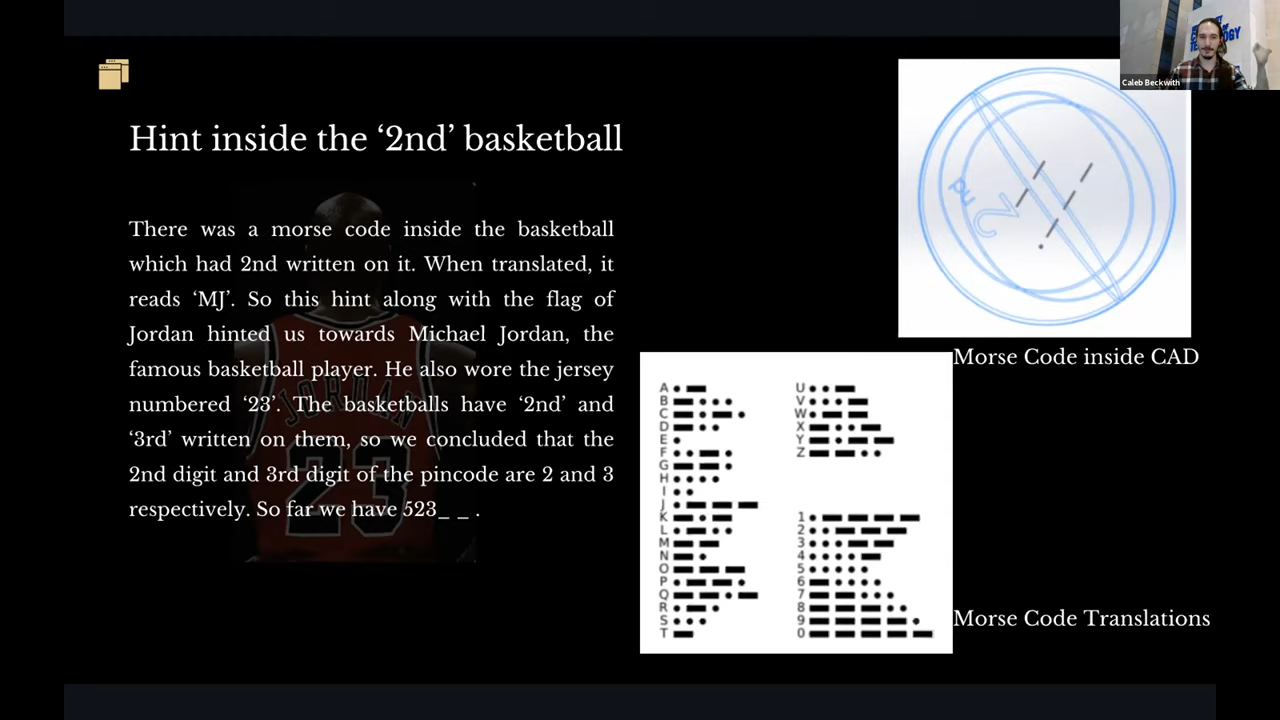 Caleb Beckwith
Hint inside the ‘2nd’ basketball
There was a morse code inside the basketball
which had 2nd written on it. When translated, it
reads ‘MJ’. So this hint along with the flag of
Jordan hinted us towards Michael Jordan, the
famous basketball player. He also wore the jersey
numbered ‘23’. The basketballs have ‘2nd’ and
‘3rd’ written on them, so we concluded that the
2nd digit and 3rd digit of the pincode are 2 and 3
respectively. So far we have 523_ _ .
JORDAN
23
2nd
Morse Code inside CAD
A
B
C
D
E
F
G
H
I
J
K
L
M
N
O
P
Q
R
S
T
U
V
W
X
Y
Z
1
2
3
4
5
6
7
8
9
0
Morse Code Translations